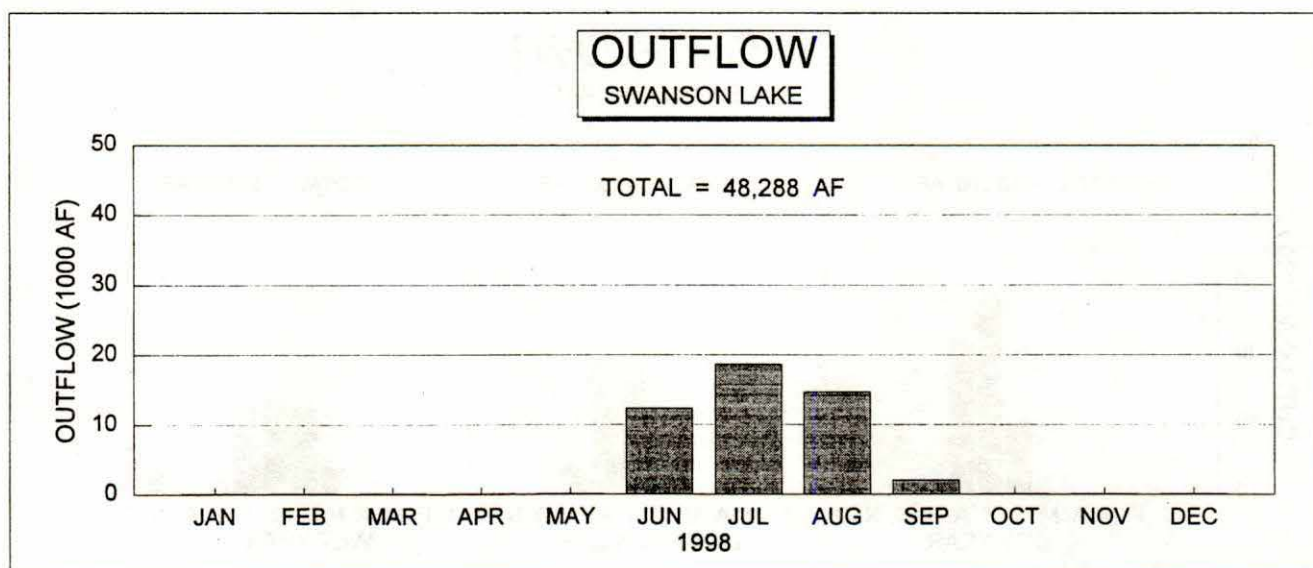 OUTFLOW
SWANSON LAKE
TOTAL = 48,288 AF
OUTFLOW (1000 AF)
50
40
30
20
10
0
JAN FEB MAR APR MAY JUN JUL AUG SEP OCT NOV DEC
1998